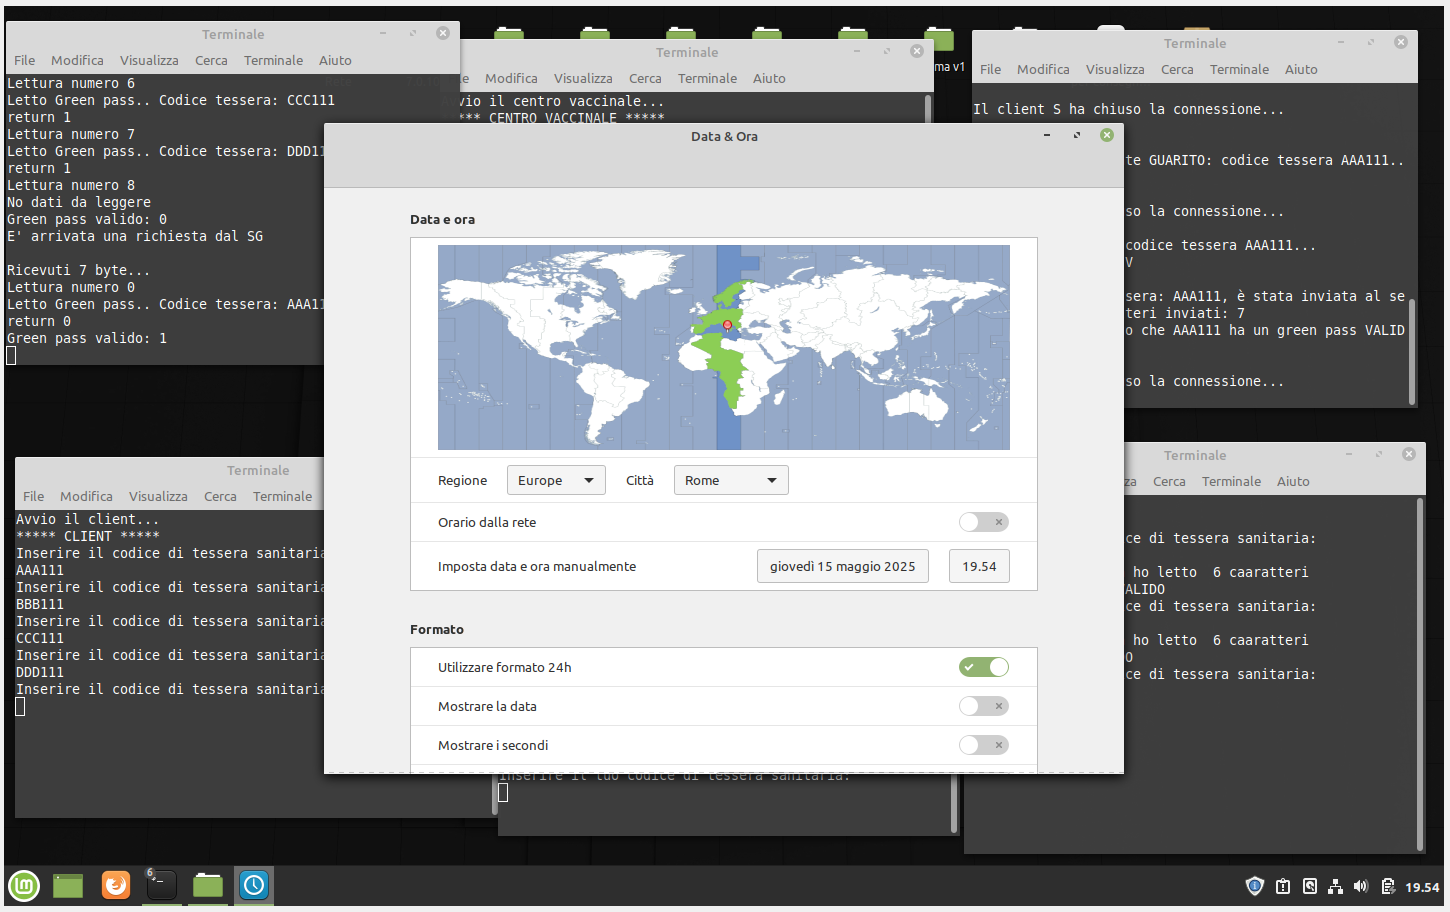 Terminale
File Modifica Visualizza Cerca Terminale Aiuto
Lettura numero 6
Letto Green pass.. Codice tessera: CCC111
return 1
Lettura numero 7
Letto Green pass.. Codice tessera: DDD11
return 1
Lettura numero 8
No dati da leggere
Green pass valido: 0
E' arrivata una richiesta dal SG
Ricevuti 7 byte...
Lettura numero 0
Letto Green pass.. Codice tessera: AAA11
return 0
Green pass valido: 1
Terminale
Modifica Visualizza Cerca Terminale Aiuto
vio il centro vaccinale...
*** CENTRO VACCINALE *****
ma v1
Terminale
File Modifica Visualizza Cerca Terminale Aiuto
Il client S ha chiuso la connessione...
te GUARITO: codice tessera AAA111..
so la connessione...
codice tessera AAA111...
V
sera: AAA111, è stata inviata al se
teri inviati: 7
o che AAA111 ha un green pass VALID
so la connessione...
Data & Ora
Data e ora
Regione Europe Città Rome
Orario dalla rete
Imposta data e ora manualmente giovedì 15 maggio 2025 19.54
Formato
Utilizzare formato 24h
Mostrare la data
Mostrare i secondi
Terminale
File Modifica Visualizza Cerca Terminale
Avvio il client...
***** CLIENT *****
Inserire il codice di tessera sanitaria
AAA111
Inserire il codice di tessera sanitaria
BBB111
Inserire il codice di tessera sanitaria
CCC111
Inserire il codice di tessera sanitaria
DDD111
Inserire il codice di tessera sanitaria
Inserire il tuo codice di tessera sanitaria:
Terminale
za Cerca Terminale Aiuto
ce di tessera sanitaria:
ho letto 6 caaratteri
ALIDO
ce di tessera sanitaria:
ho letto 6 caaratteri
O
ce di tessera sanitaria:
6
19.54